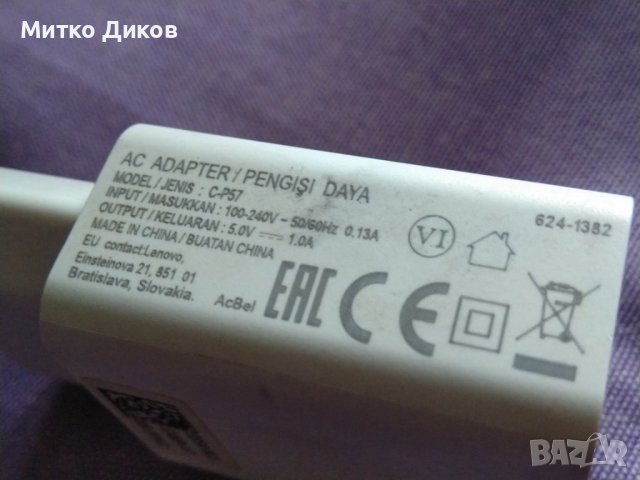 Митко Диков
AC ADAPTER / PENGISI DAYA
MODEL / JENIS : C-P57
INPUT / MASUKKAN : 100-240V ~ 50/60Hz 0.13A
OUTPUT / KELUARAN : 5.0V ⎓ 1.0A
MADE IN CHINA / BUATAN CHINA
EU contact:Lenovo,
Einsteinova 21, 851 01
Bratislava, Slovakia.
AcBel
VI
624-1382
EAC CE
BAZAR